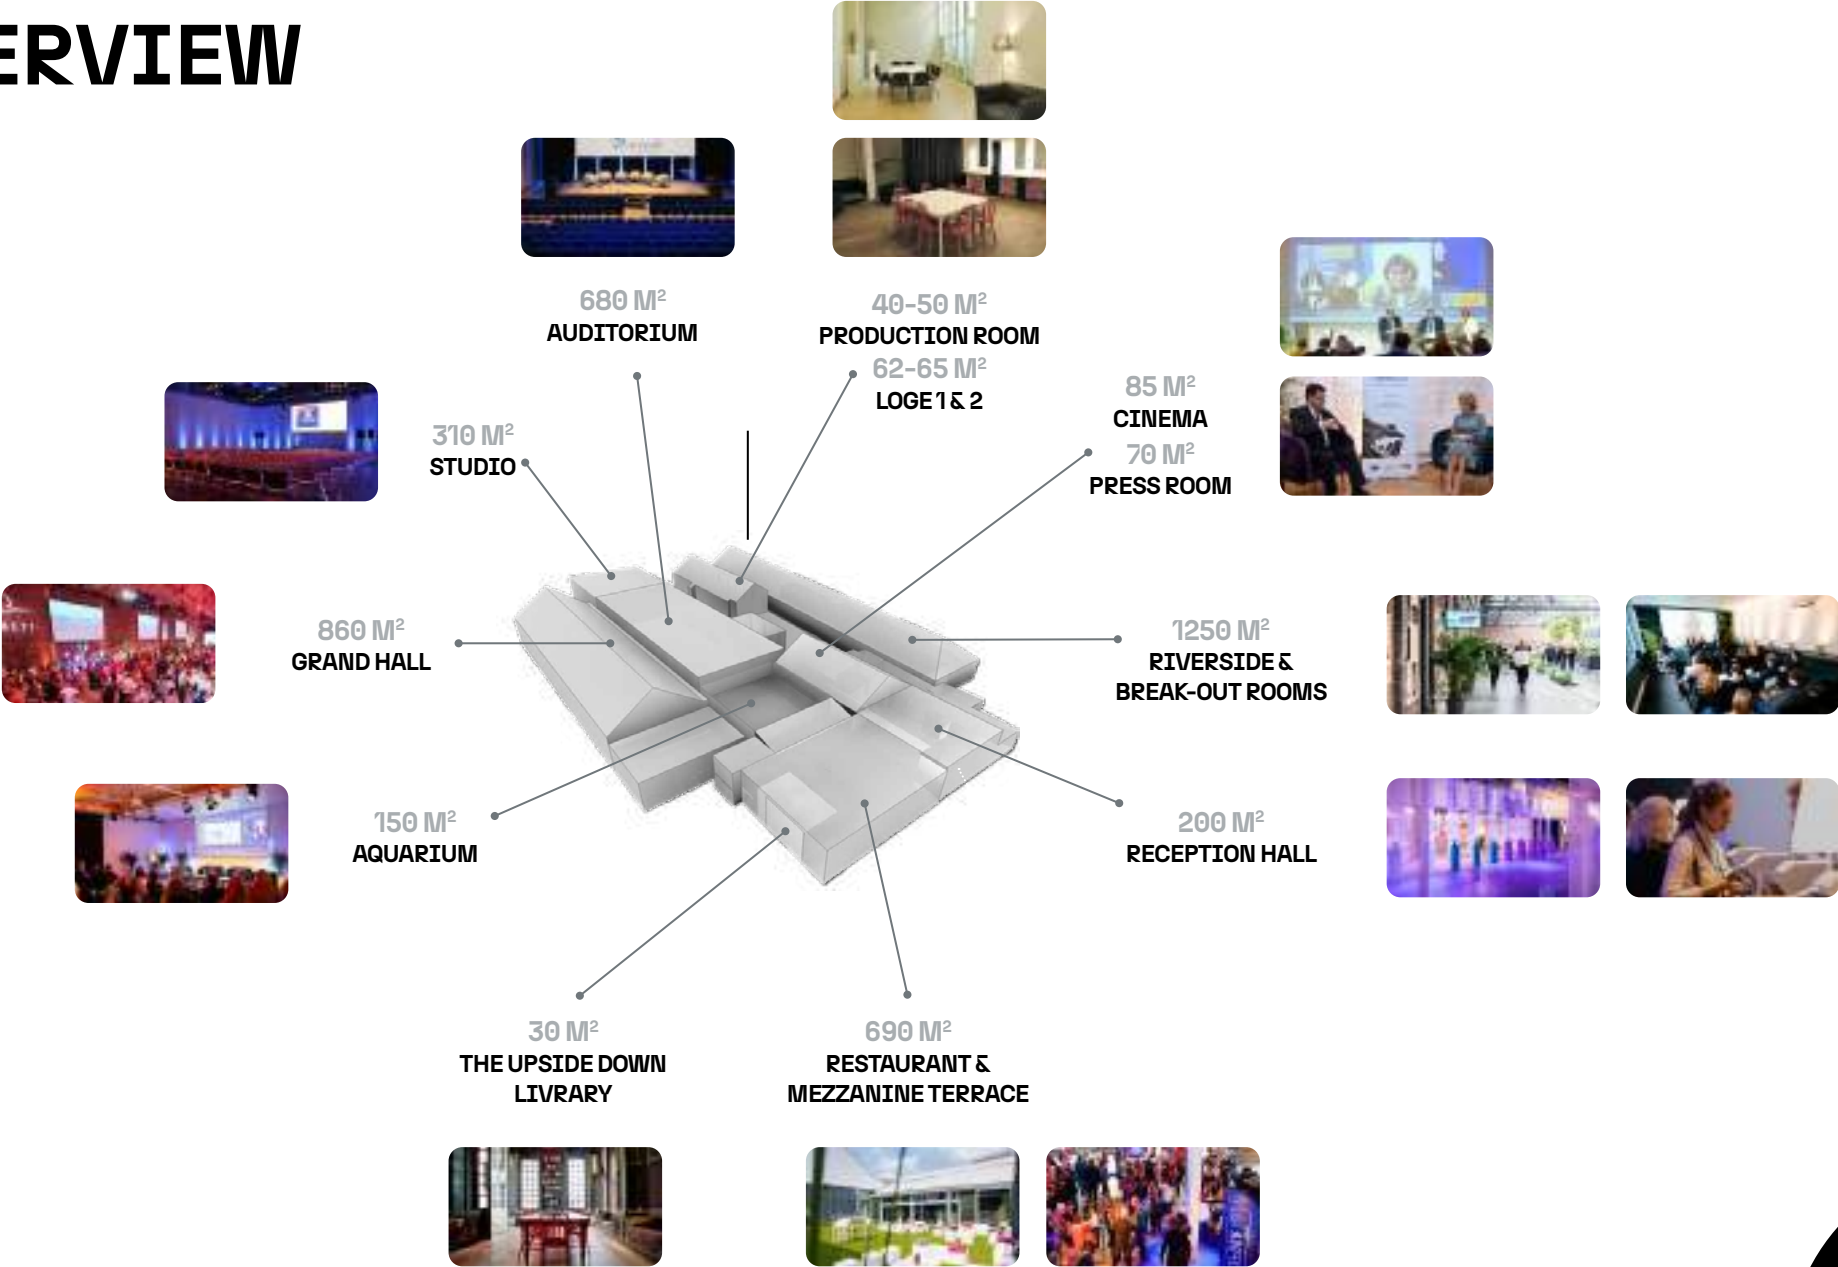 ERVIEW
680 M²
AUDITORIUM
40-50 M²
PRODUCTION ROOM
62-65 M²
LOGE 1 & 2
85 M²
CINEMA
70 M²
PRESS ROOM
310 M²
STUDIO
860 M²
GRAND HALL
1250 M²
RIVERSIDE &
BREAK-OUT ROOMS
150 M²
AQUARIUM
200 M²
RECEPTION HALL
30 M²
THE UPSIDE DOWN
LIVRARY
690 M²
RESTAURANT &
MEZZANINE TERRACE